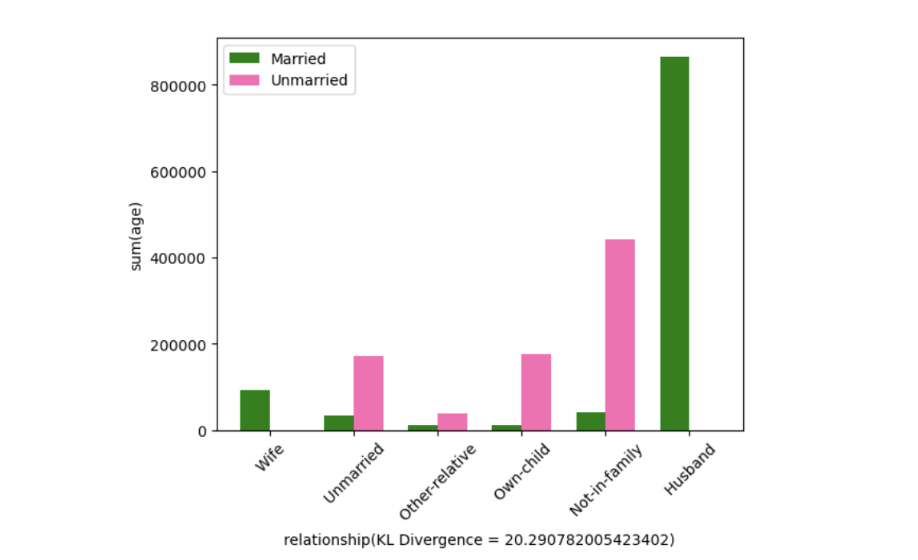 Married
Unmarried
800000
600000
400000
200000
0
sum(age)
Wife
Unmarried
Other-relative
Own-child
Not-in-family
Husband
relationship(KL Divergence = 20.290782005423402)